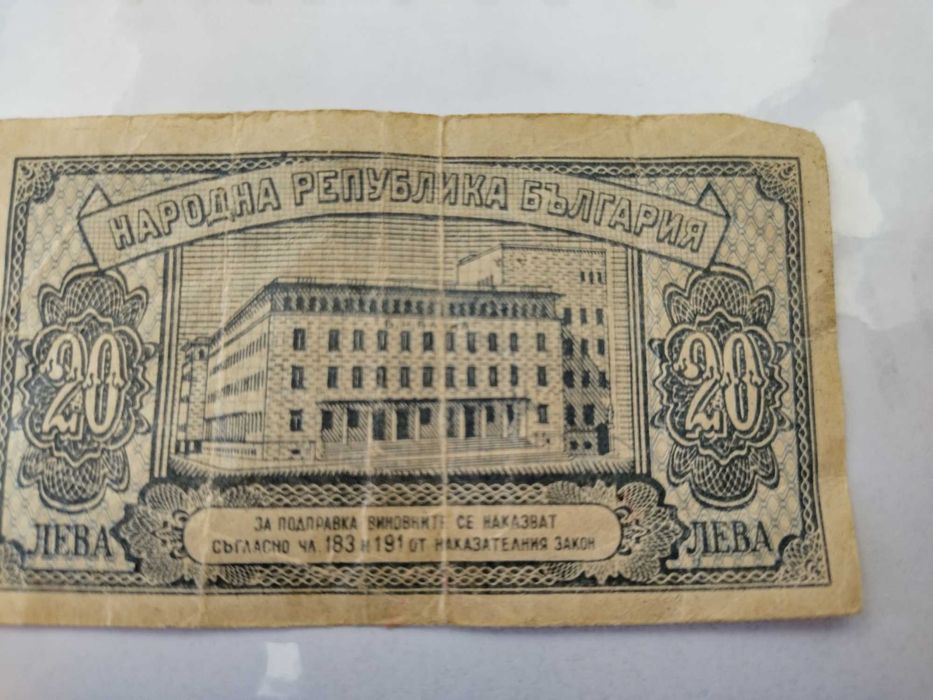 НАРОДНА РЕПУБЛИКА БЪЛГАРИЯ
20
20
ЛЕВА
ЗА ПОДПРАВКА ВИНОВНИТЕ СЕ НАКАЗВАТ
СЪГЛАСНО ЧЛ. 183 И 191 ОТ НАКАЗАТЕЛНИЯ ЗАКОН
ЛЕВА